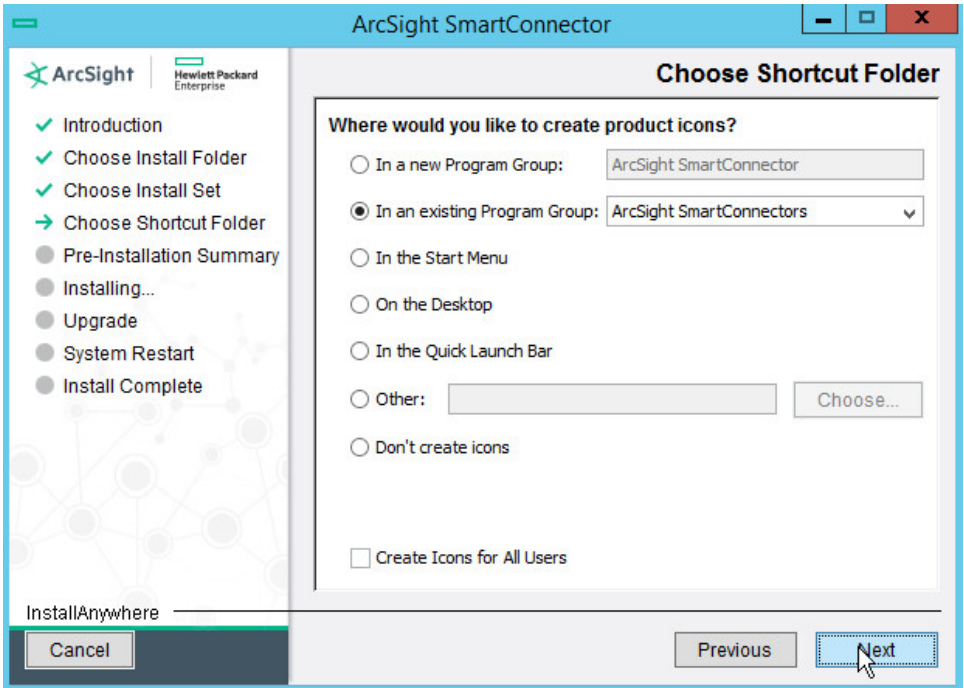 ArcSight SmartConnector
ArcSight
Hewlett Packard
Enterprise
Choose Shortcut Folder
Introduction
Choose Install Folder
Choose Install Set
Choose Shortcut Folder
Pre-Installation Summary
Installing...
Upgrade
System Restart
Install Complete
Where would you like to create product icons?
In a new Program Group: ArcSight SmartConnector
In an existing Program Group: ArcSight SmartConnectors
In the Start Menu
On the Desktop
In the Quick Launch Bar
Other: Choose...
Don't create icons
Create Icons for All Users
InstallAnywhere
Cancel Previous Next